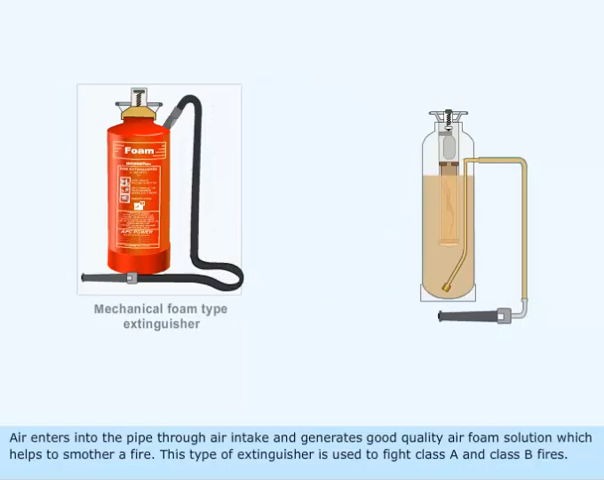 Foam
Mechanical foam type
extinguisher
Air enters into the pipe through air intake and generates good quality air foam solution which
helps to smother a fire. This type of extinguisher is used to fight class A and class B fires.